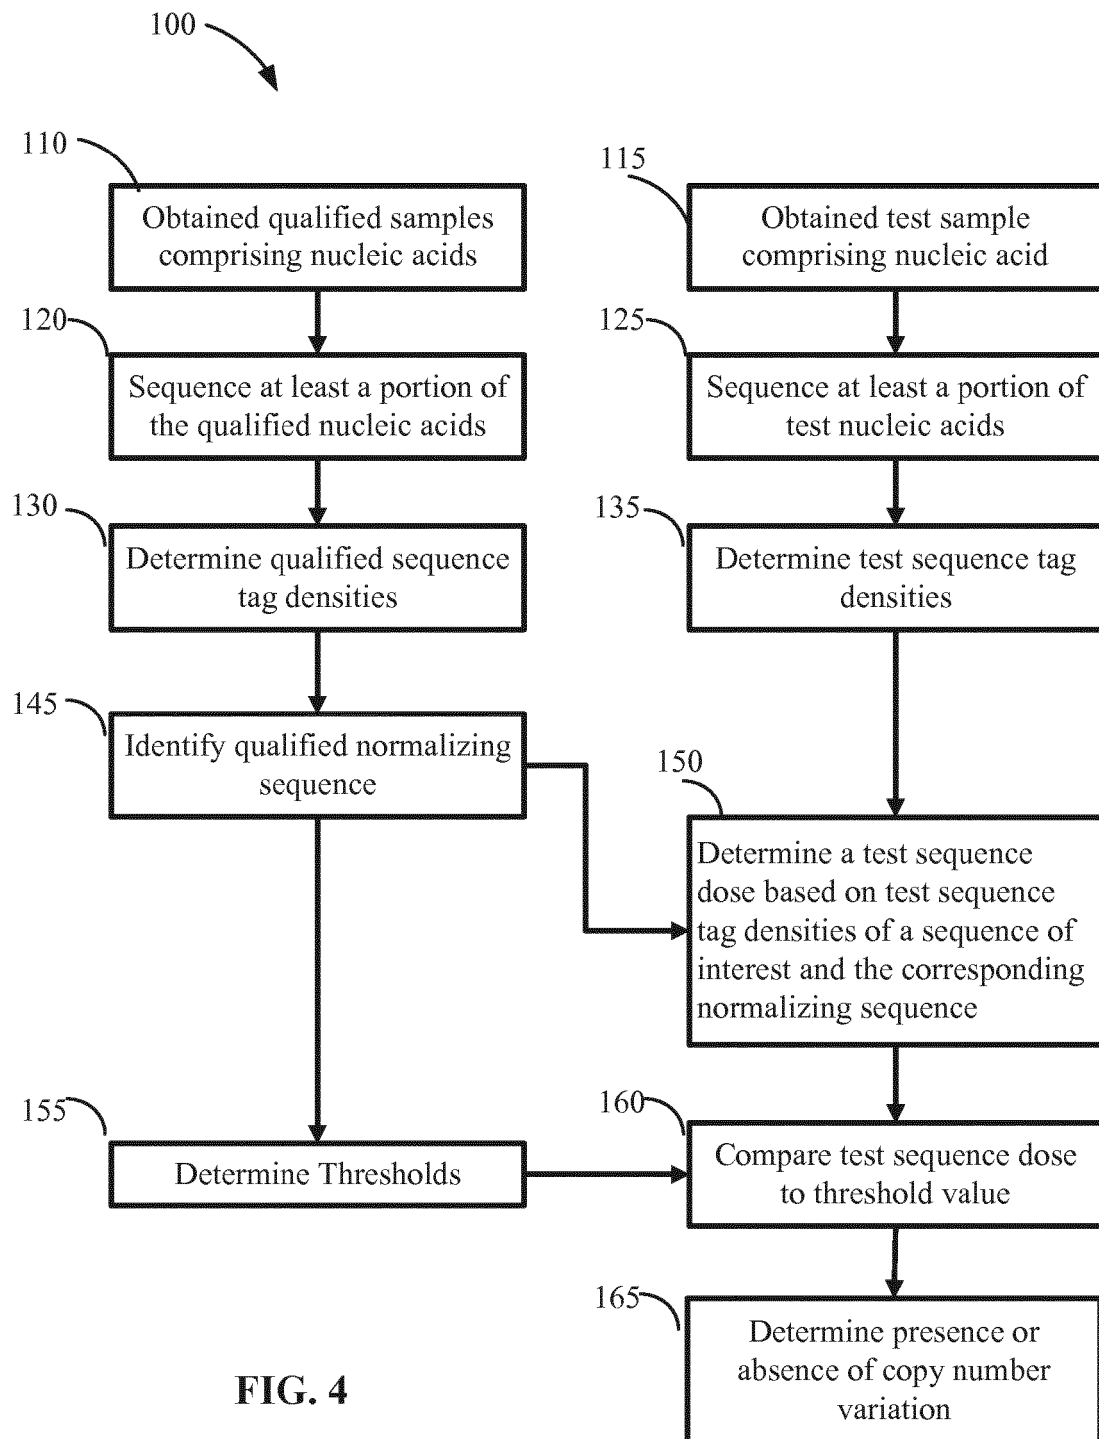 100
110
Obtained qualified samples
comprising nucleic acids
115
Obtained test sample
comprising nucleic acid
120
Sequence at least a portion of
the qualified nucleic acids
125
Sequence at least a portion of
test nucleic acids
130
Determine qualified sequence
tag densities
135
Determine test sequence tag
densities
145
Identify qualified normalizing
sequence
150
Determine a test sequence
dose based on test sequence
tag densities of a sequence of
interest and the corresponding
normalizing sequence
155
Determine Thresholds
160
Compare test sequence dose
to threshold value
165
Determine presence or
absence of copy number
variation
FIG. 4